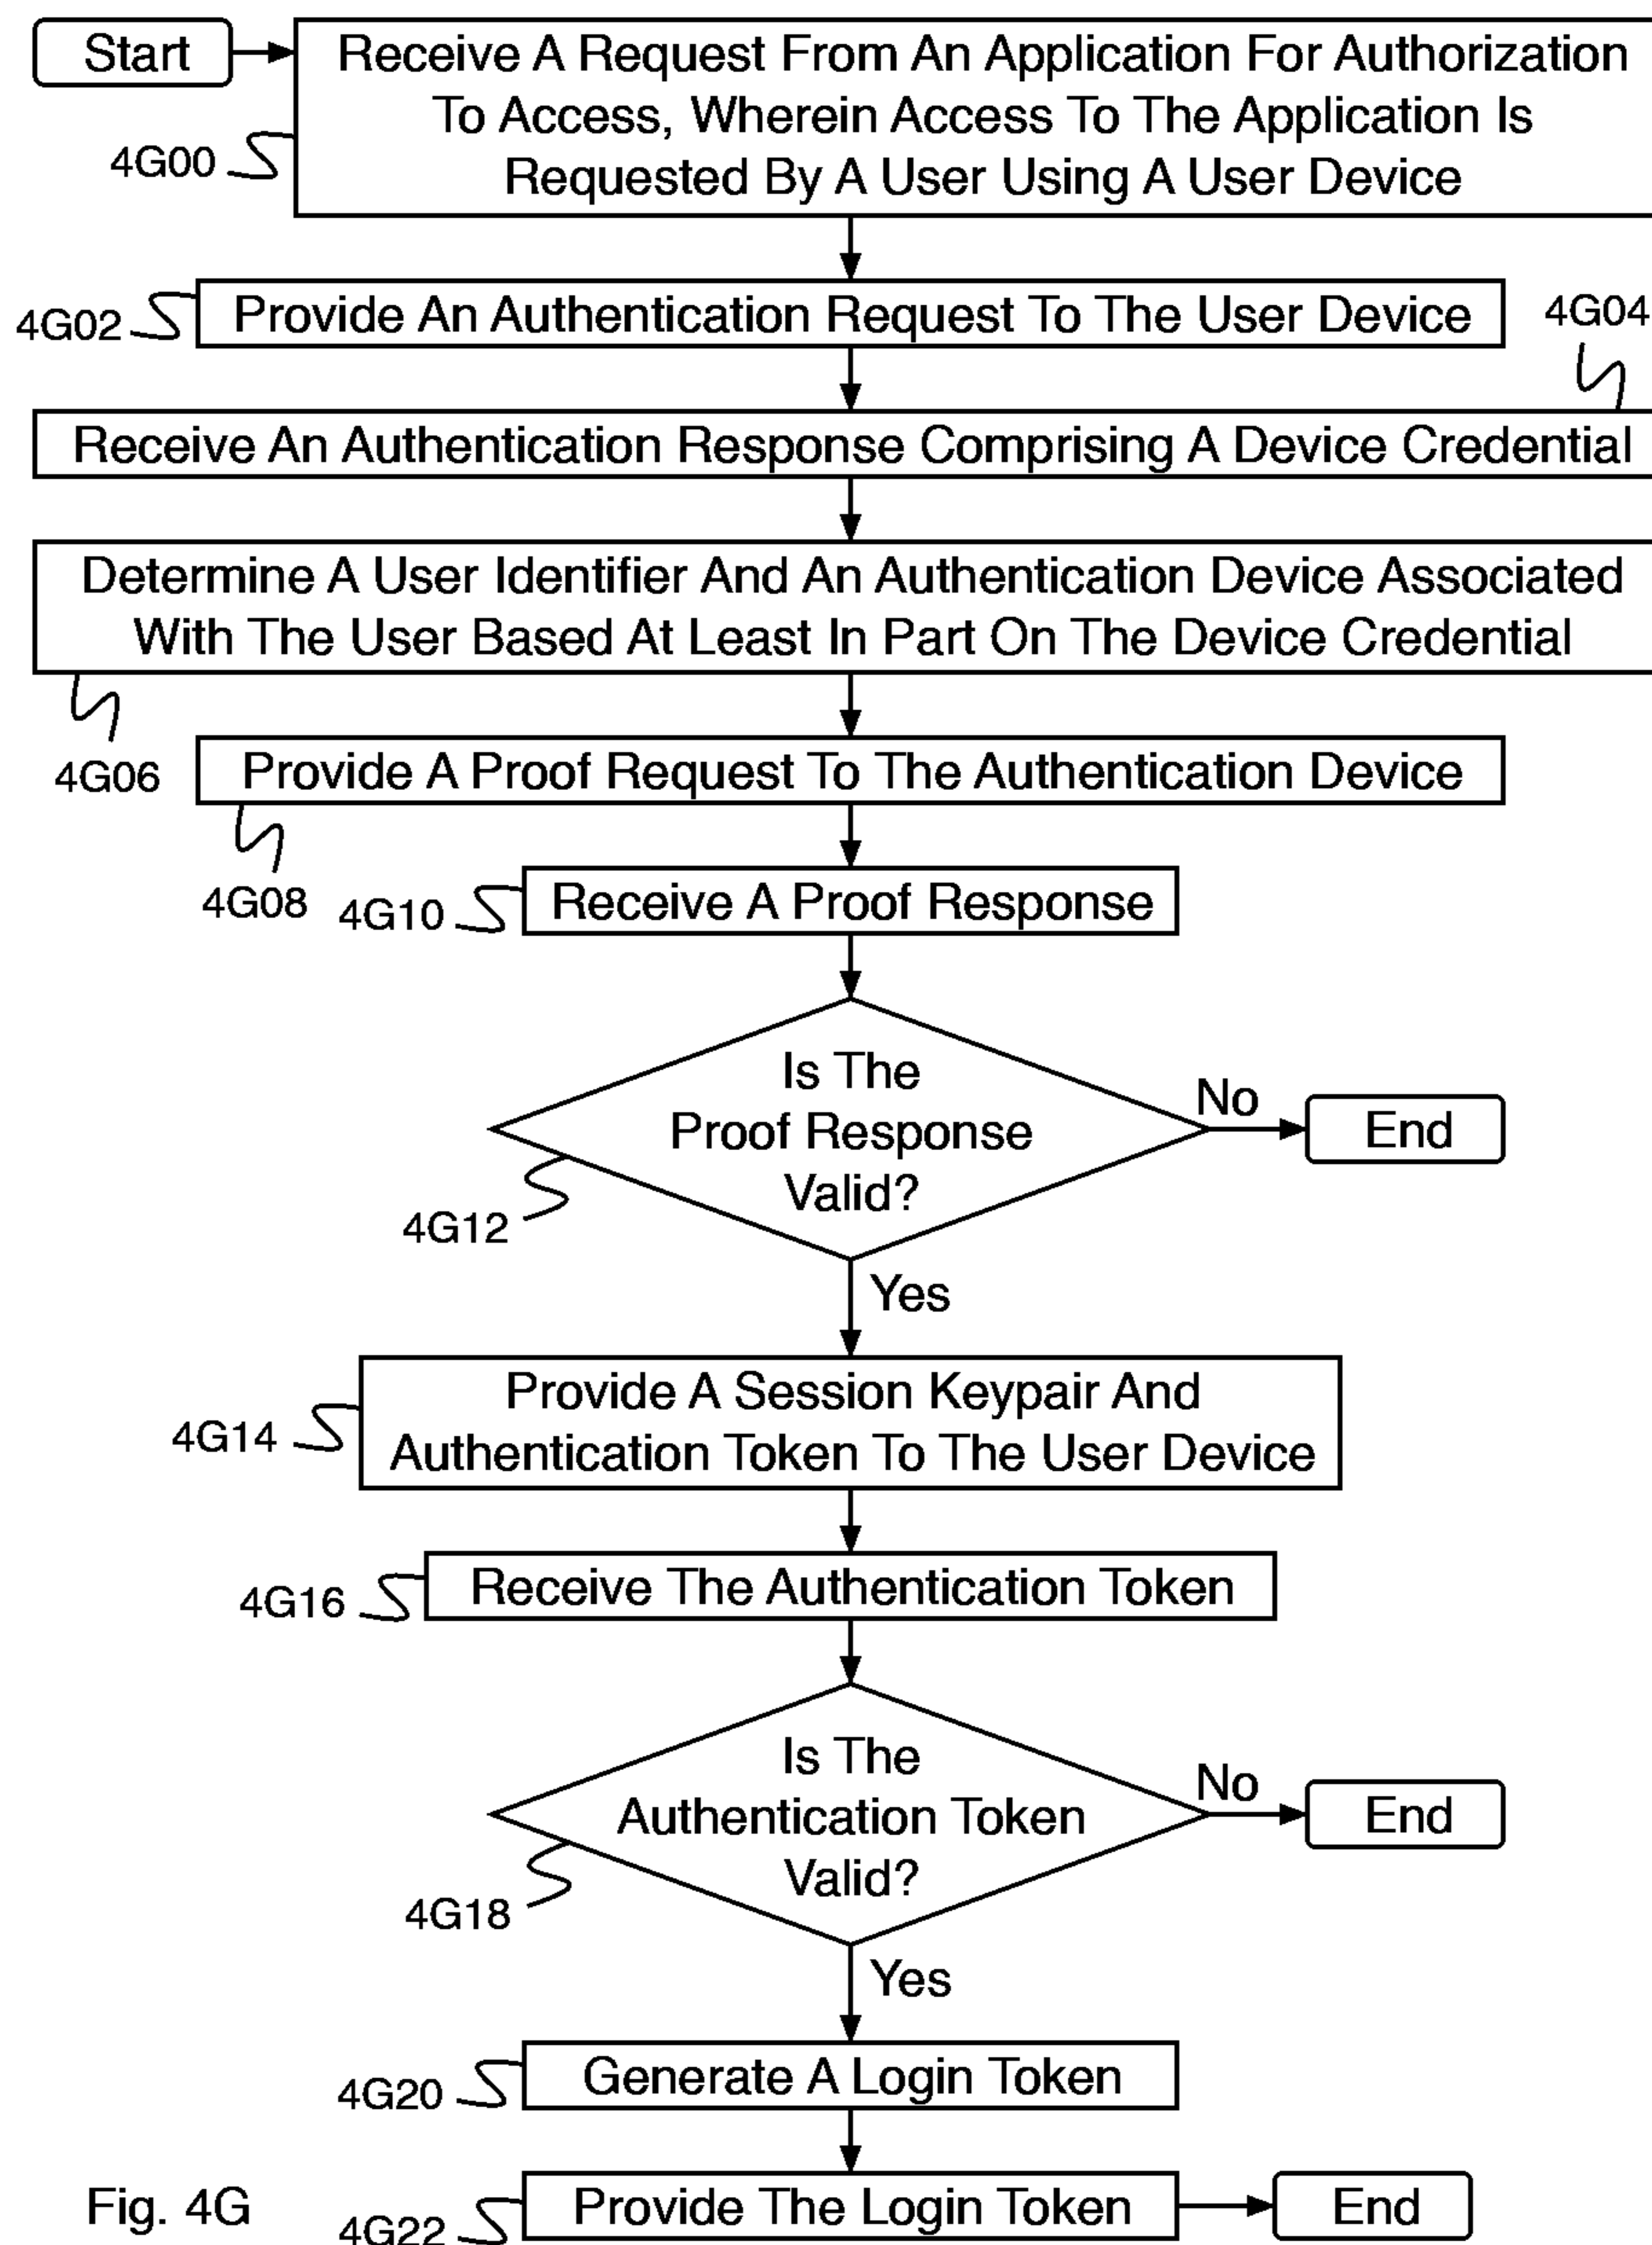 Start
Receive A Request From An Application For Authorization
To Access, Wherein Access To The Application Is
Requested By A User Using A User Device
4G00
Provide An Authentication Request To The User Device
4G02
4G04
Receive An Authentication Response Comprising A Device Credential
Determine A User Identifier And An Authentication Device Associated
With The User Based At Least In Part On The Device Credential
4G06
Provide A Proof Request To The Authentication Device
4G08
4G10
Receive A Proof Response
Is The
Proof Response
Valid?
No
End
4G12
Yes
Provide A Session Keypair And
Authentication Token To The User Device
4G14
Receive The Authentication Token
4G16
Is The
Authentication Token
Valid?
No
End
4G18
Yes
Generate A Login Token
4G20
Provide The Login Token
End
4G22
Fig. 4G